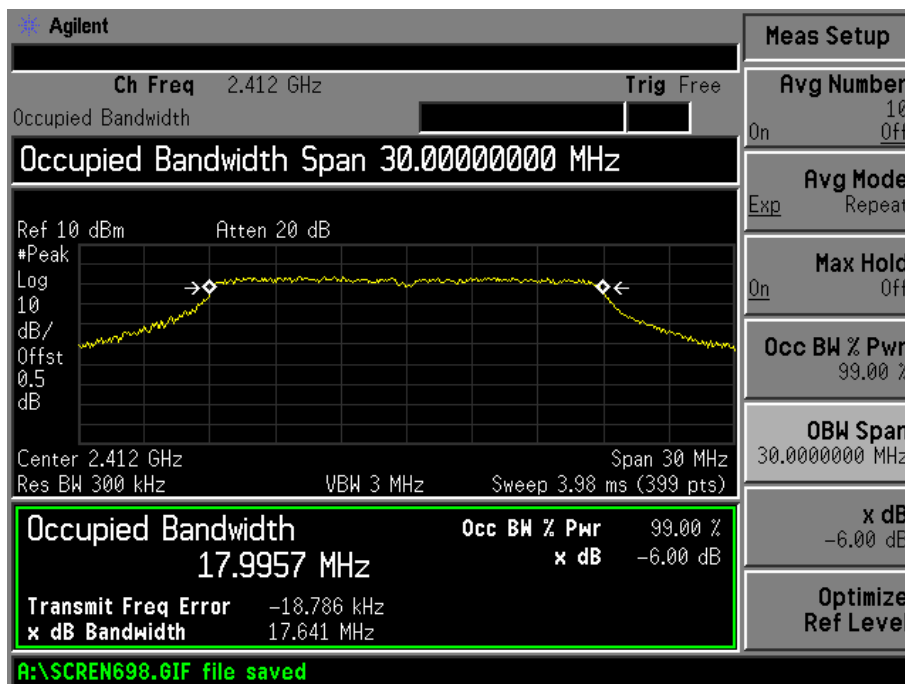 Agilent
Ch Freq 2.412 GHz Trig Free
Occupied Bandwidth
Occupied Bandwidth Span 30.00000000 MHz
Ref 10 dBm Atten 20 dB
#Peak
Log
10
dB/
Offst
0.5
dB
Center 2.412 GHz Span 30 MHz
Res BW 300 kHz VBW 3 MHz Sweep 3.98 ms (399 pts)
Occupied Bandwidth
17.9957 MHz
Occ BW % Pwr 99.00 %
x dB -6.00 dB
Transmit Freq Error -18.786 kHz
x dB Bandwidth 17.641 MHz
A:\SCREN698.GIF file saved
Meas Setup
Avg Number
10
On Off
Avg Mode
Exp Repeat
Max Hold
On Off
Occ BW % Pwr
99.00 %
OBW Span
30.0000000 MHz
x dB
-6.00 dB
Optimize
Ref Level